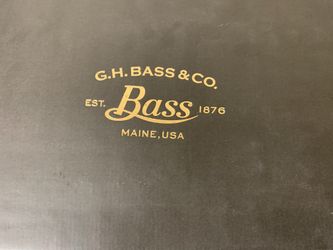 G.H. BASS & CO.
EST. Bass 1876
MAINE, USA